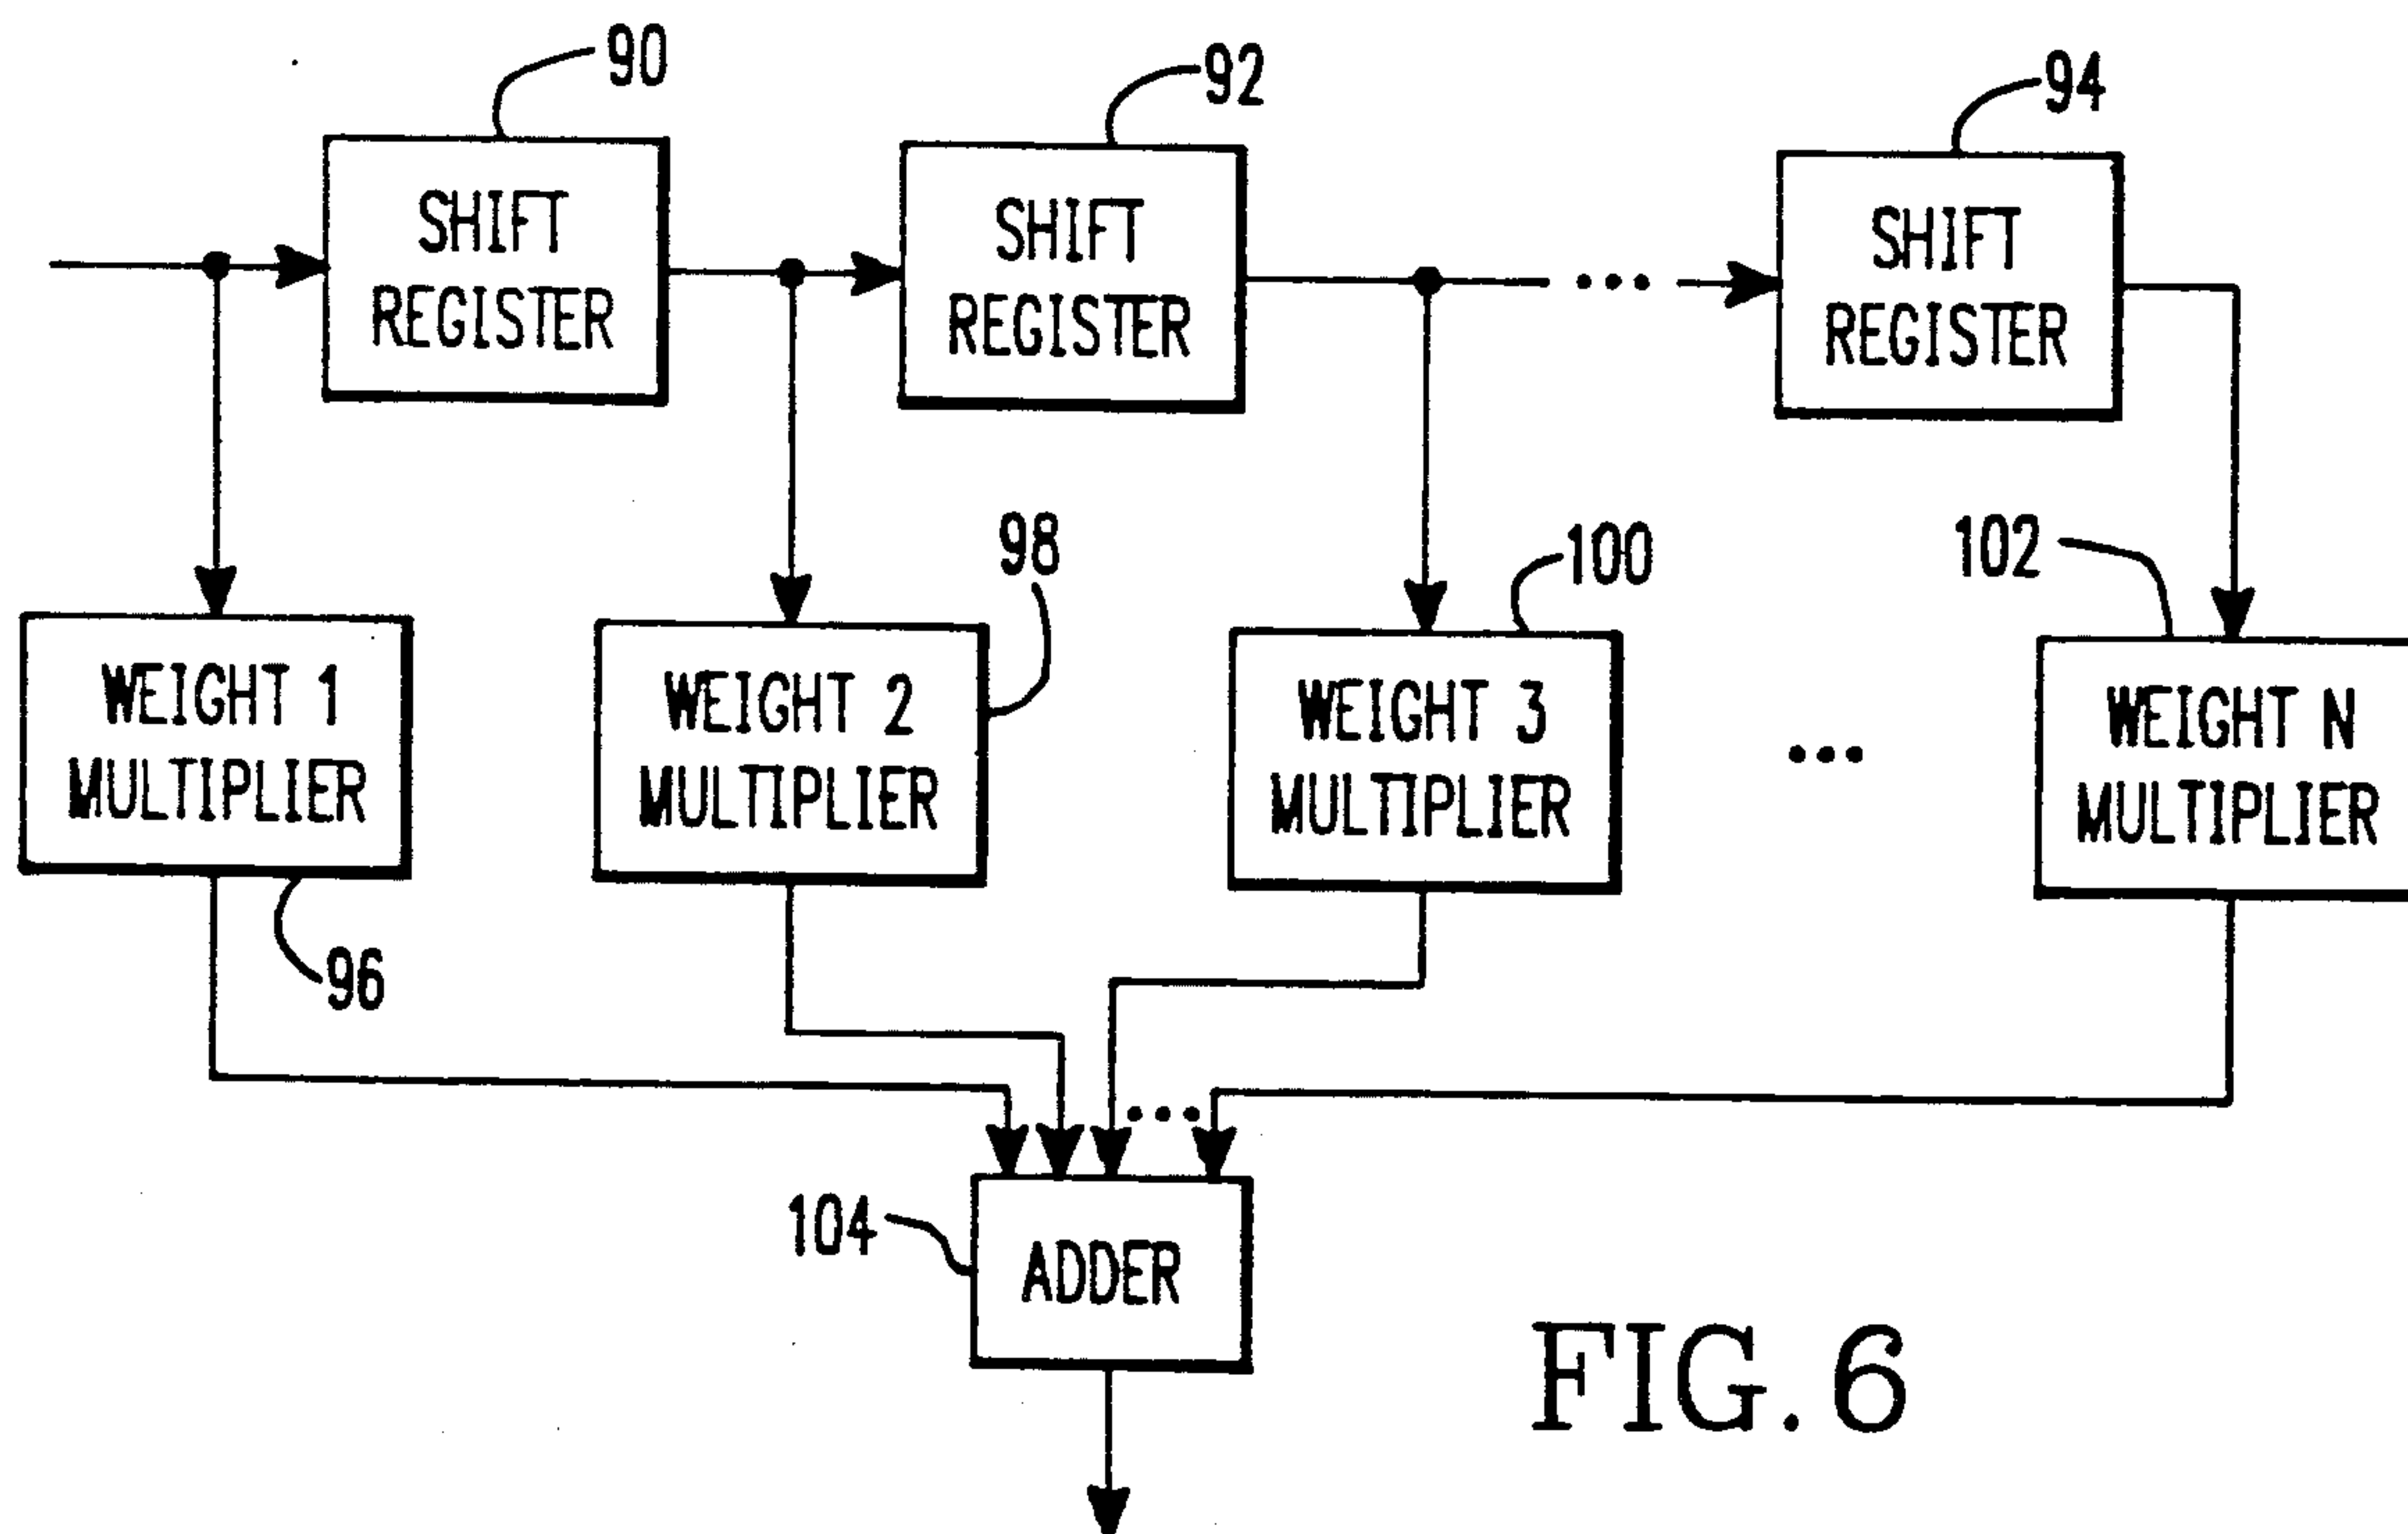 90
92
94
SHIFT
REGISTER
SHIFT
REGISTER
SHIFT
REGISTER
...
98
100
102
WEIGHT 1
MULTIPLIER
WEIGHT 2
MULTIPLIER
WEIGHT 3
MULTIPLIER
...
WEIGHT N
MULTIPLIER
96
...
104
ADDER
FIG. 6